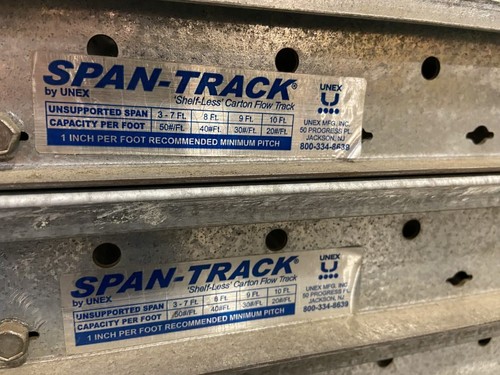 SPAN-TRACK®
by UNEX 'Shelf-Less' Carton Flow Track
UNSUPPORTED SPAN 3 - 7 Ft. 8 Ft. 9 Ft. 10 Ft.
CAPACITY PER FOOT 50#/Ft. 40#/Ft. 30#/Ft. 20#/Ft.
1 INCH PER FOOT RECOMMENDED MINIMUM PITCH
UNEX
UNEX MFG. INC.
50 PROGRESS PL.
JACKSON, NJ
800-334-8639
SPAN-TRACK®
by UNEX 'Shelf-Less' Carton Flow Track
UNSUPPORTED SPAN 3 - 7 Ft. 8 Ft. 9 Ft. 10 Ft.
CAPACITY PER FOOT 50#/Ft. 40#/Ft. 30#/Ft. 20#/Ft.
1 INCH PER FOOT RECOMMENDED MINIMUM PITCH
UNEX
UNEX MFG. INC.
50 PROGRESS PL.
JACKSON, NJ
800-334-8639